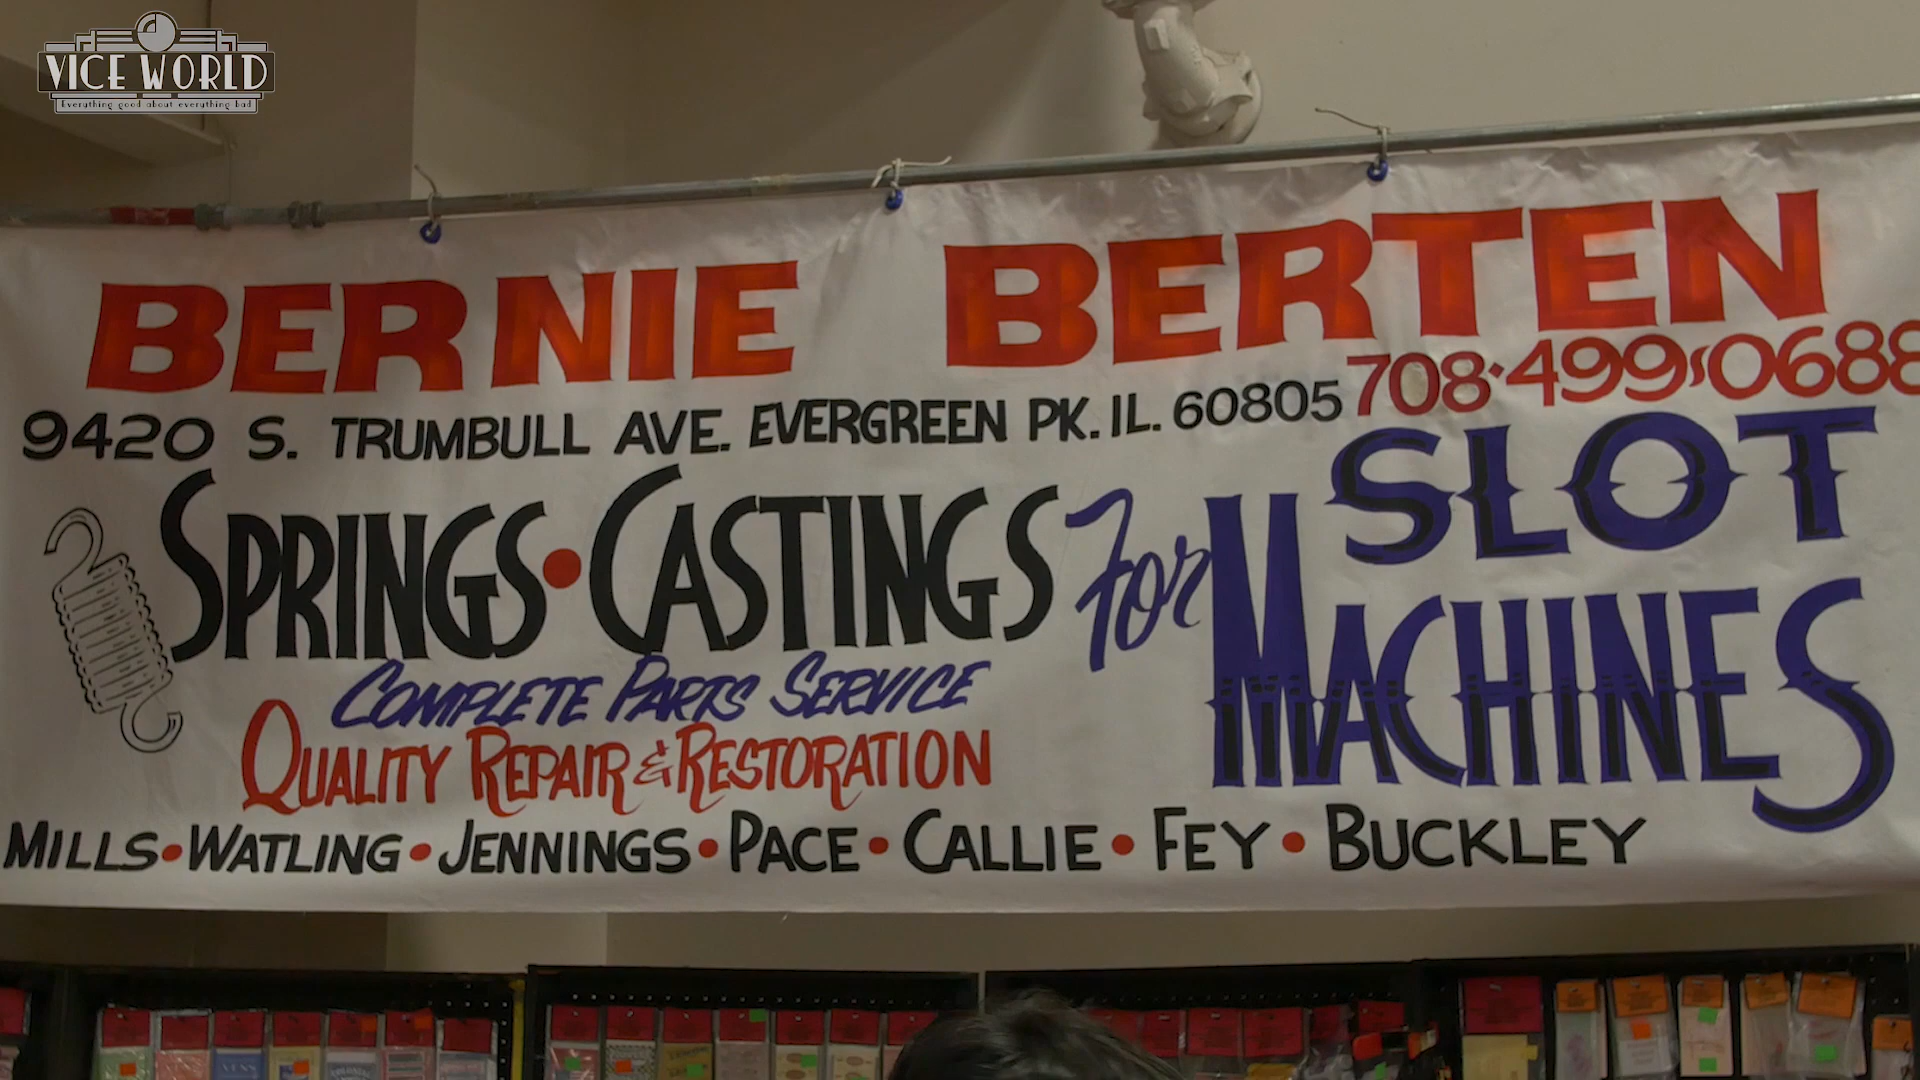 VICE WORLD
Everything good about everything bad
BERNIE BERTEN
9420 S. TRUMBULL AVE. EVERGREEN PK. IL. 60805 708·499·0688
SPRINGS • CASTINGS For SLOT MACHINES
COMPLETE PARTS SERVICE
QUALITY REPAIR & RESTORATION
MILLS • WATLING • JENNINGS • PACE • CALLIE • FEY • BUCKLEY